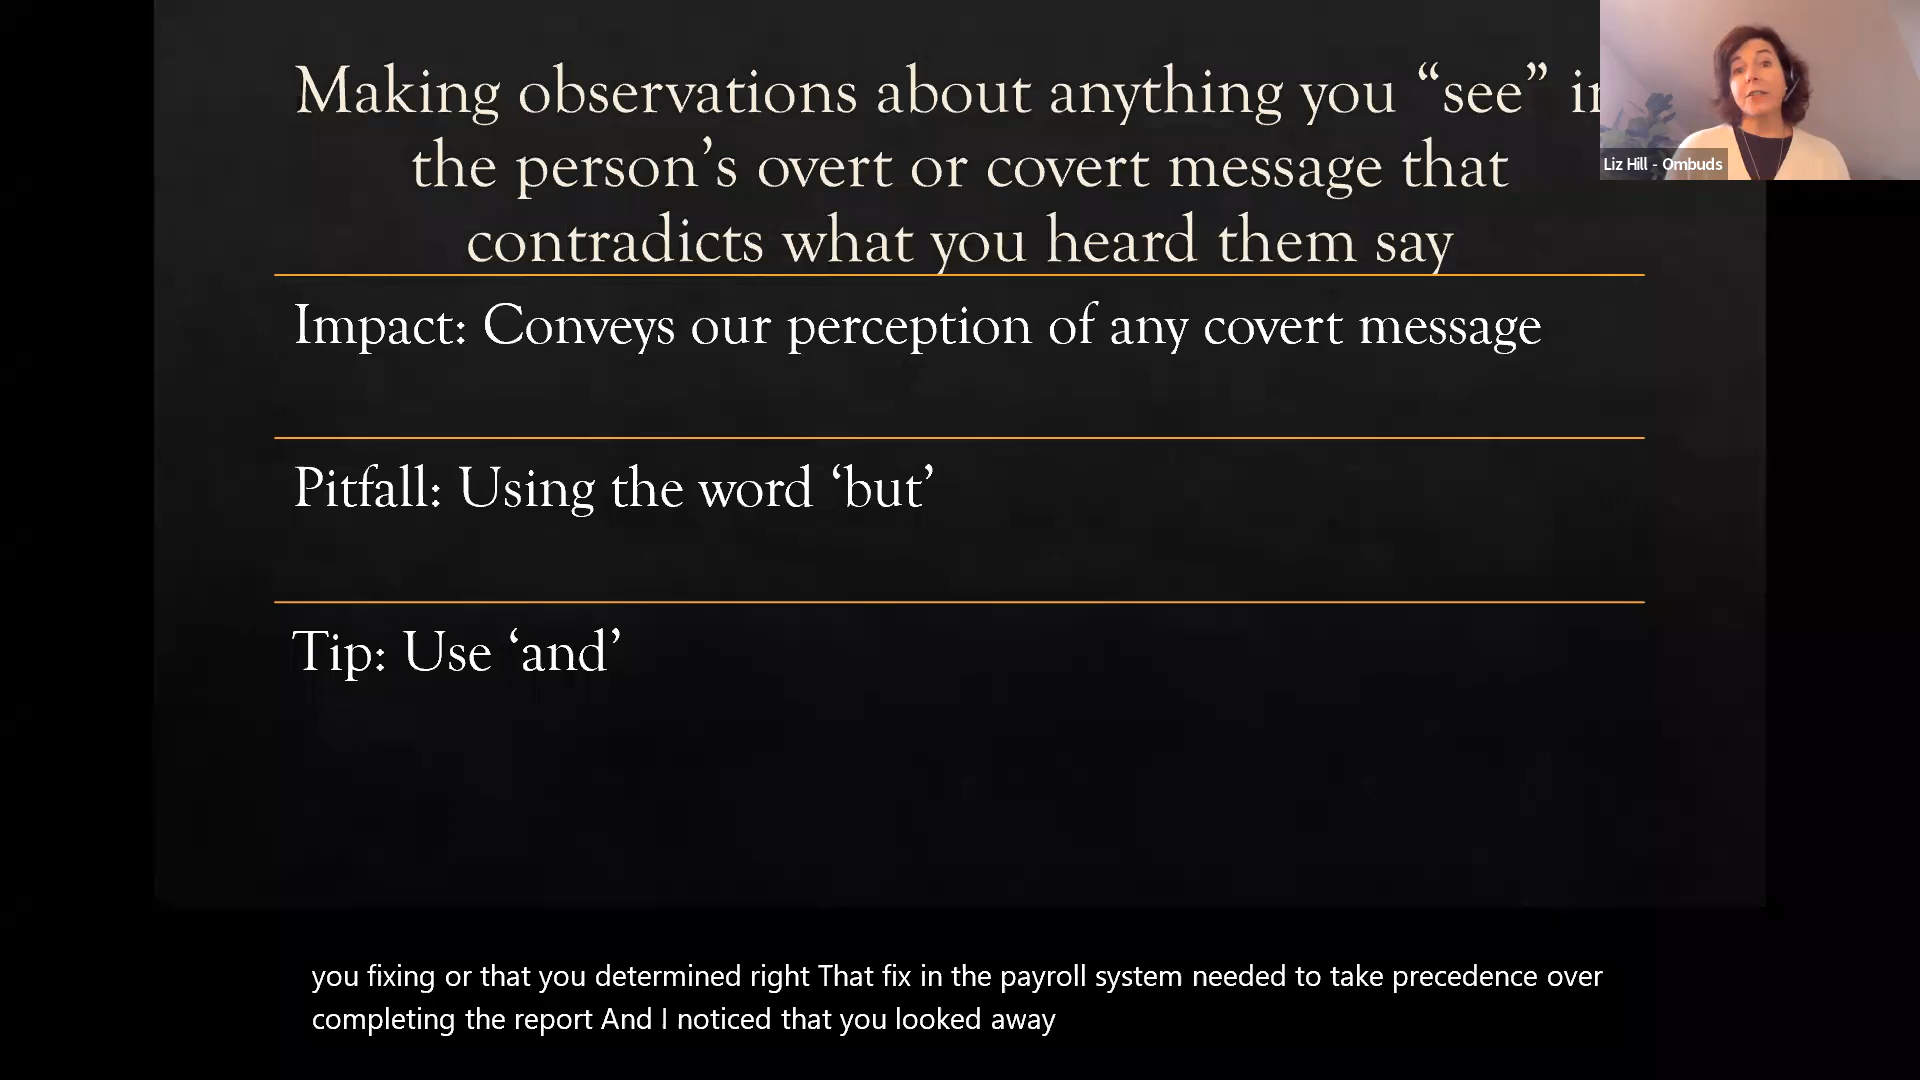 Making observations about anything you “see” in
the person’s overt or covert message that
contradicts what you heard them say
Liz Hill - Ombuds
Impact: Conveys our perception of any covert message
Pitfall: Using the word ‘but’
Tip: Use ‘and’
you fixing or that you determined right That fix in the payroll system needed to take precedence over
completing the report And I noticed that you looked away